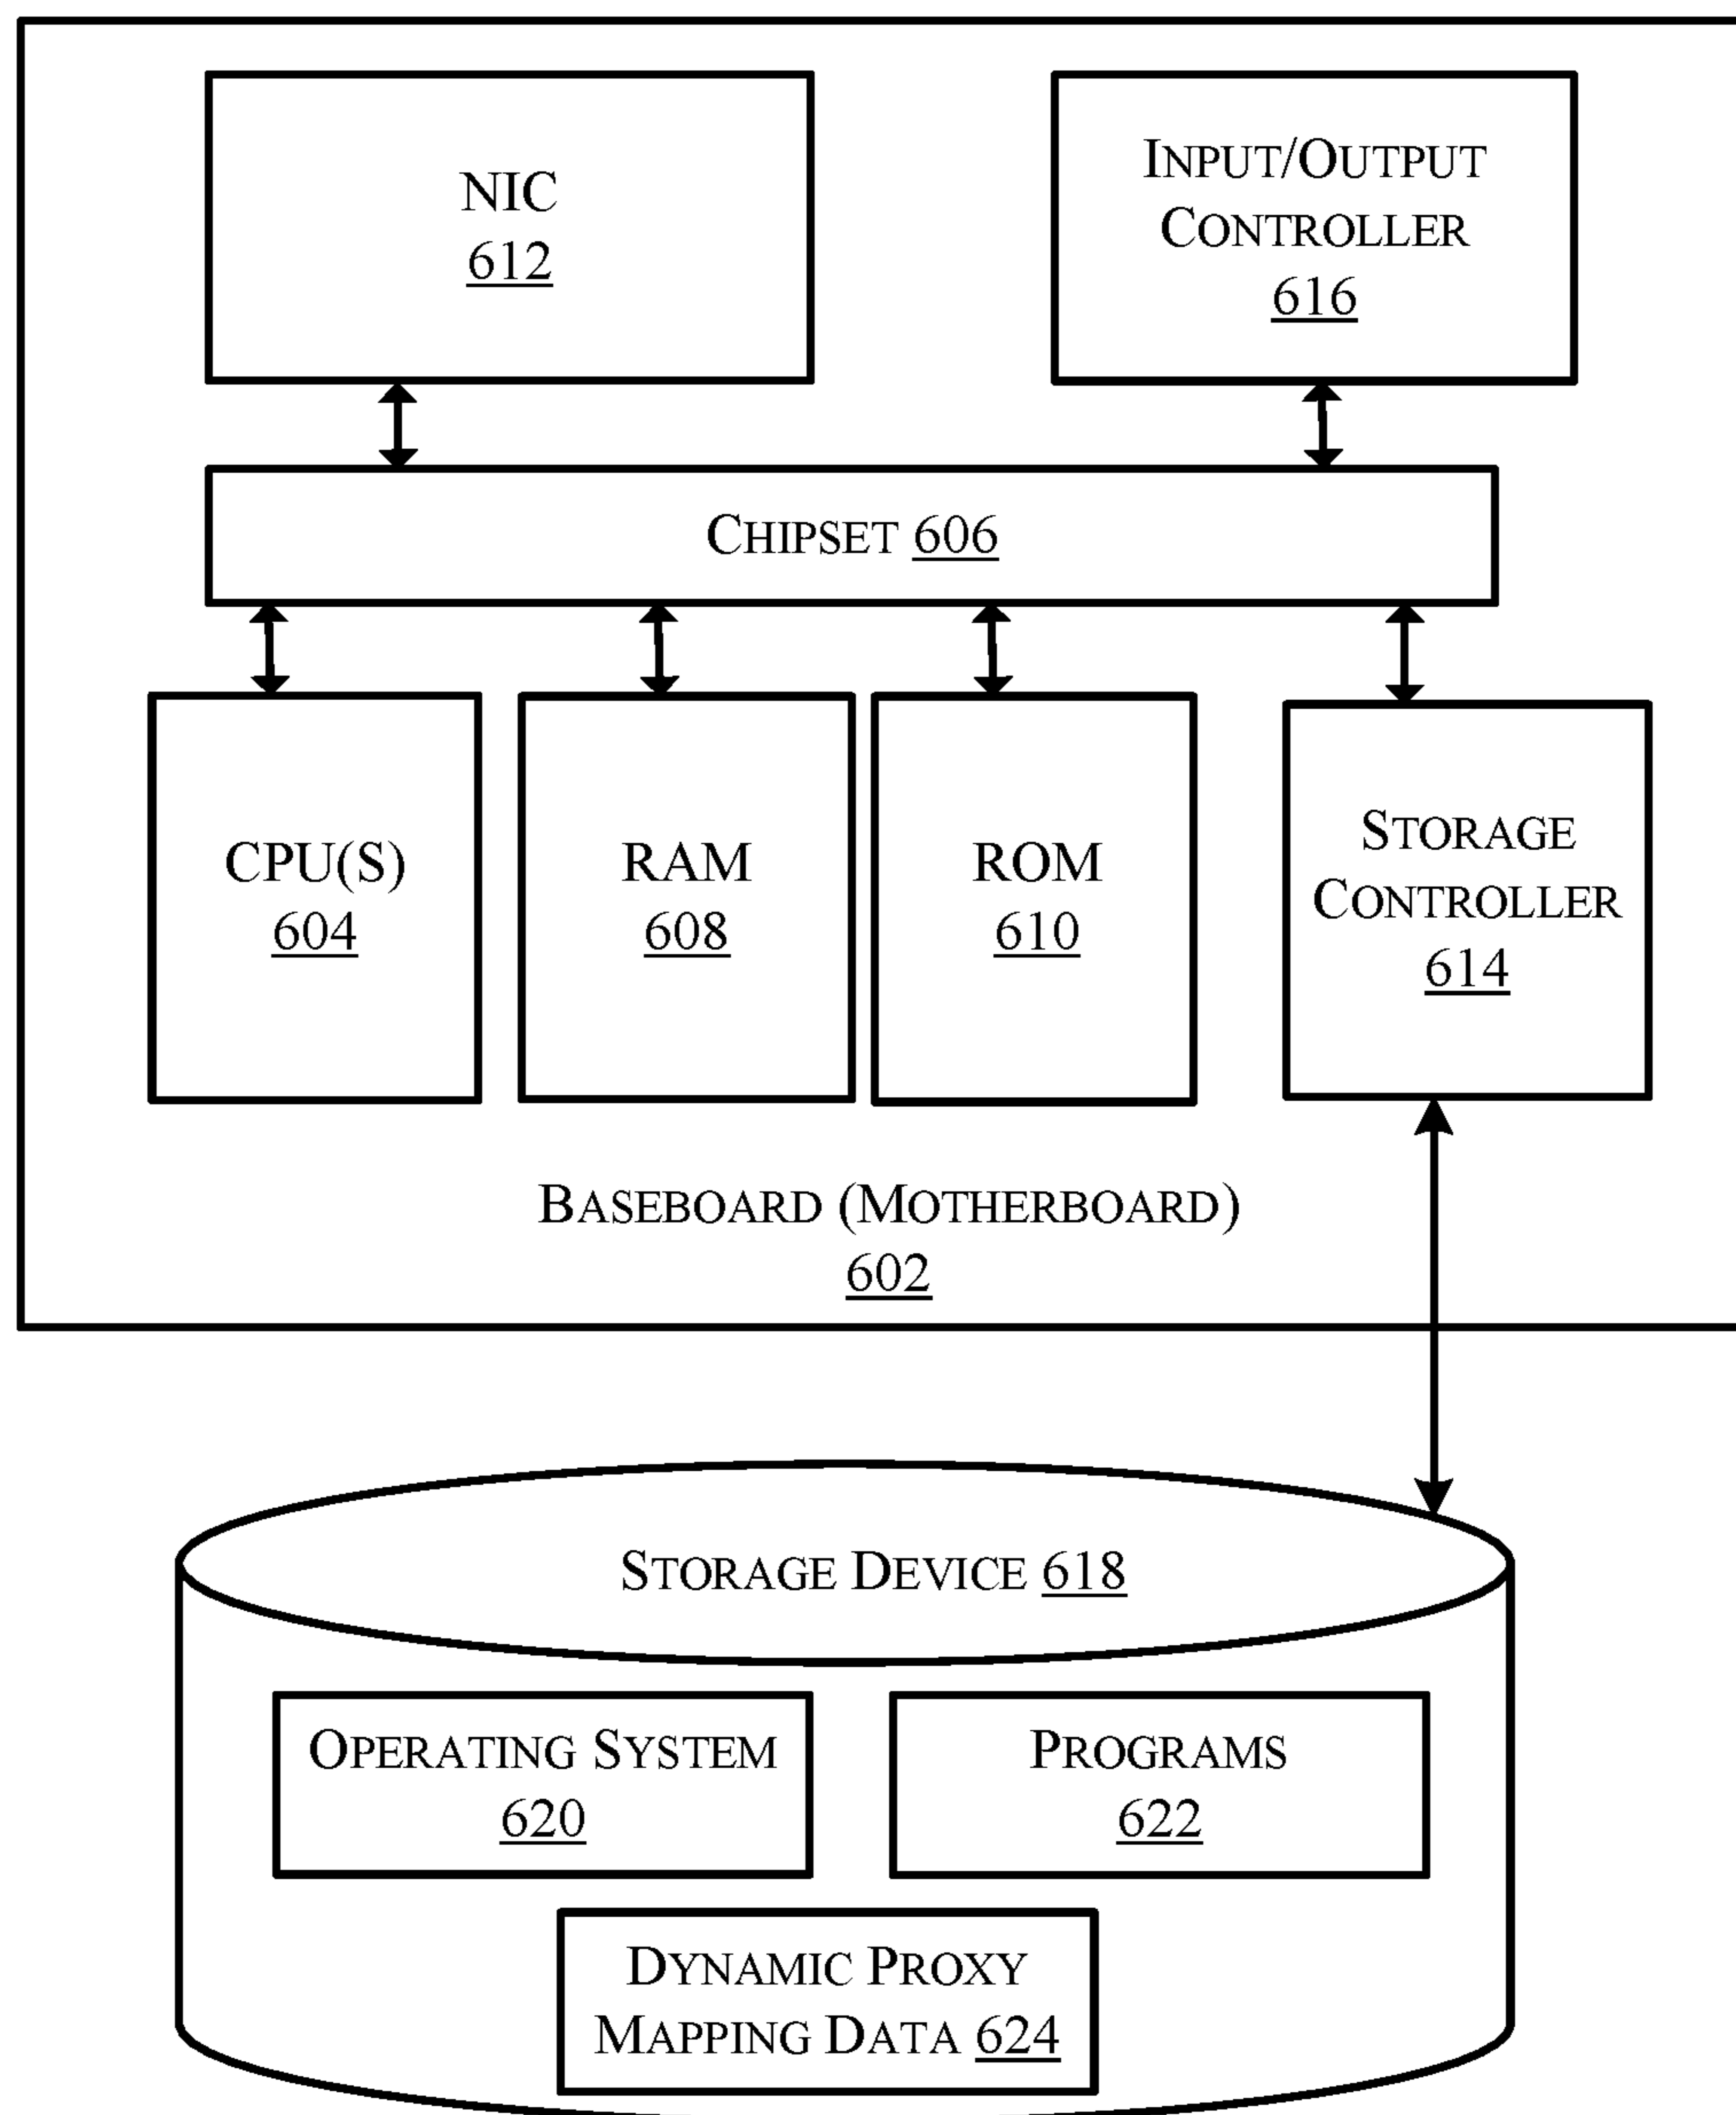 NIC
612
INPUT/OUTPUT
CONTROLLER
616
CHIPSET 606
CPU(S)
604
RAM
608
ROM
610
STORAGE
CONTROLLER
614
BASEBOARD (MOTHERBOARD)
602
STORAGE DEVICE 618
OPERATING SYSTEM
620
PROGRAMS
622
DYNAMIC PROXY
MAPPING DATA 624